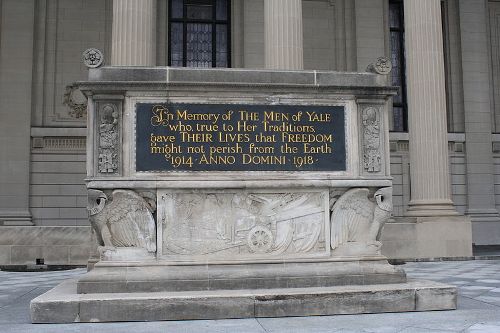 In Memory of THE MEN of YALE
who, true to Her Traditions,
gave THEIR LIVES that FREEDOM
might not perish from the Earth
1914 · ANNO DOMINI · 1918 ·